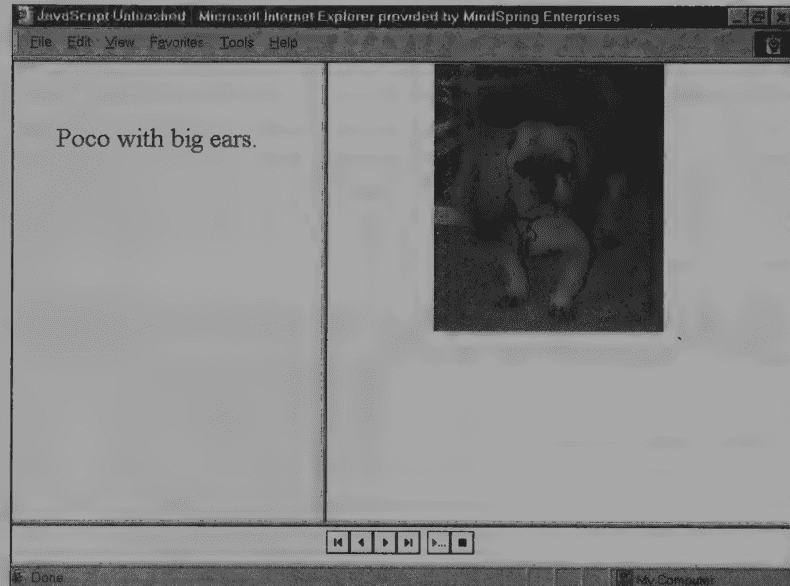 JavaScript Unleashed - Microsoft Internet Explorer provided by MindSpring Enterprises
File Edit View Favorites Tools Help
Poco with big ears.
Done
My Computer